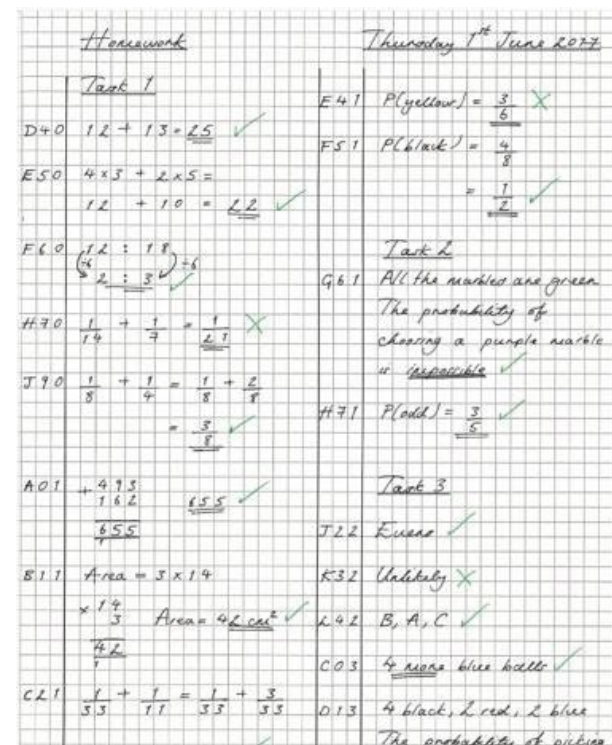 Homework
Thursday 1st June 2017
Task 1
D40 12 + 13 = 25
E50 4 x 3 + 2 x 5 =
12 + 10 = 22
F60 12 : 18
÷6 ÷6
2 : 3
H70 1/14 + 1/7 = 1/21
J90 1/8 + 1/4 = 1/8 + 2/8
= 3/8
A01 + 493
162 655
655
1
B11 Area = 3 x 14
x 14
3 Area = 42 cm²
42
1
C21 1/33 + 1/11 = 1/33 + 3/33
E41 P(yellow) = 3/6
F51 P(black) = 4/8
= 1/2
Task 2
G61 All the marbles are green
The probability of
choosing a purple marble
is impossible
H71 P(odd) = 3/5
Task 3
J22 Evens
K32 Unlikely
L42 B, A, C
C03 4 more blue balls
D13 4 black, 2 red, 2 blue
The probability of picking